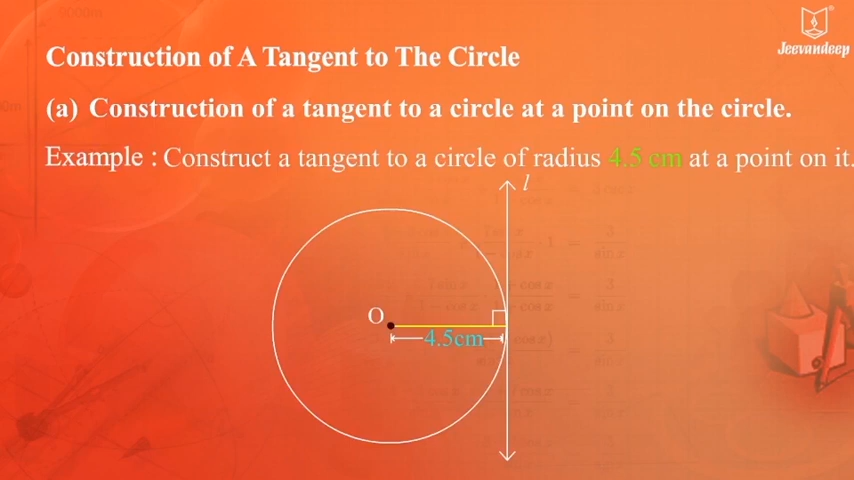 Jeevandeep
Construction of A Tangent to The Circle
(a) Construction of a tangent to a circle at a point on the circle.
Example : Construct a tangent to a circle of radius 4.5 cm at a point on it.
l
O
4.5cm